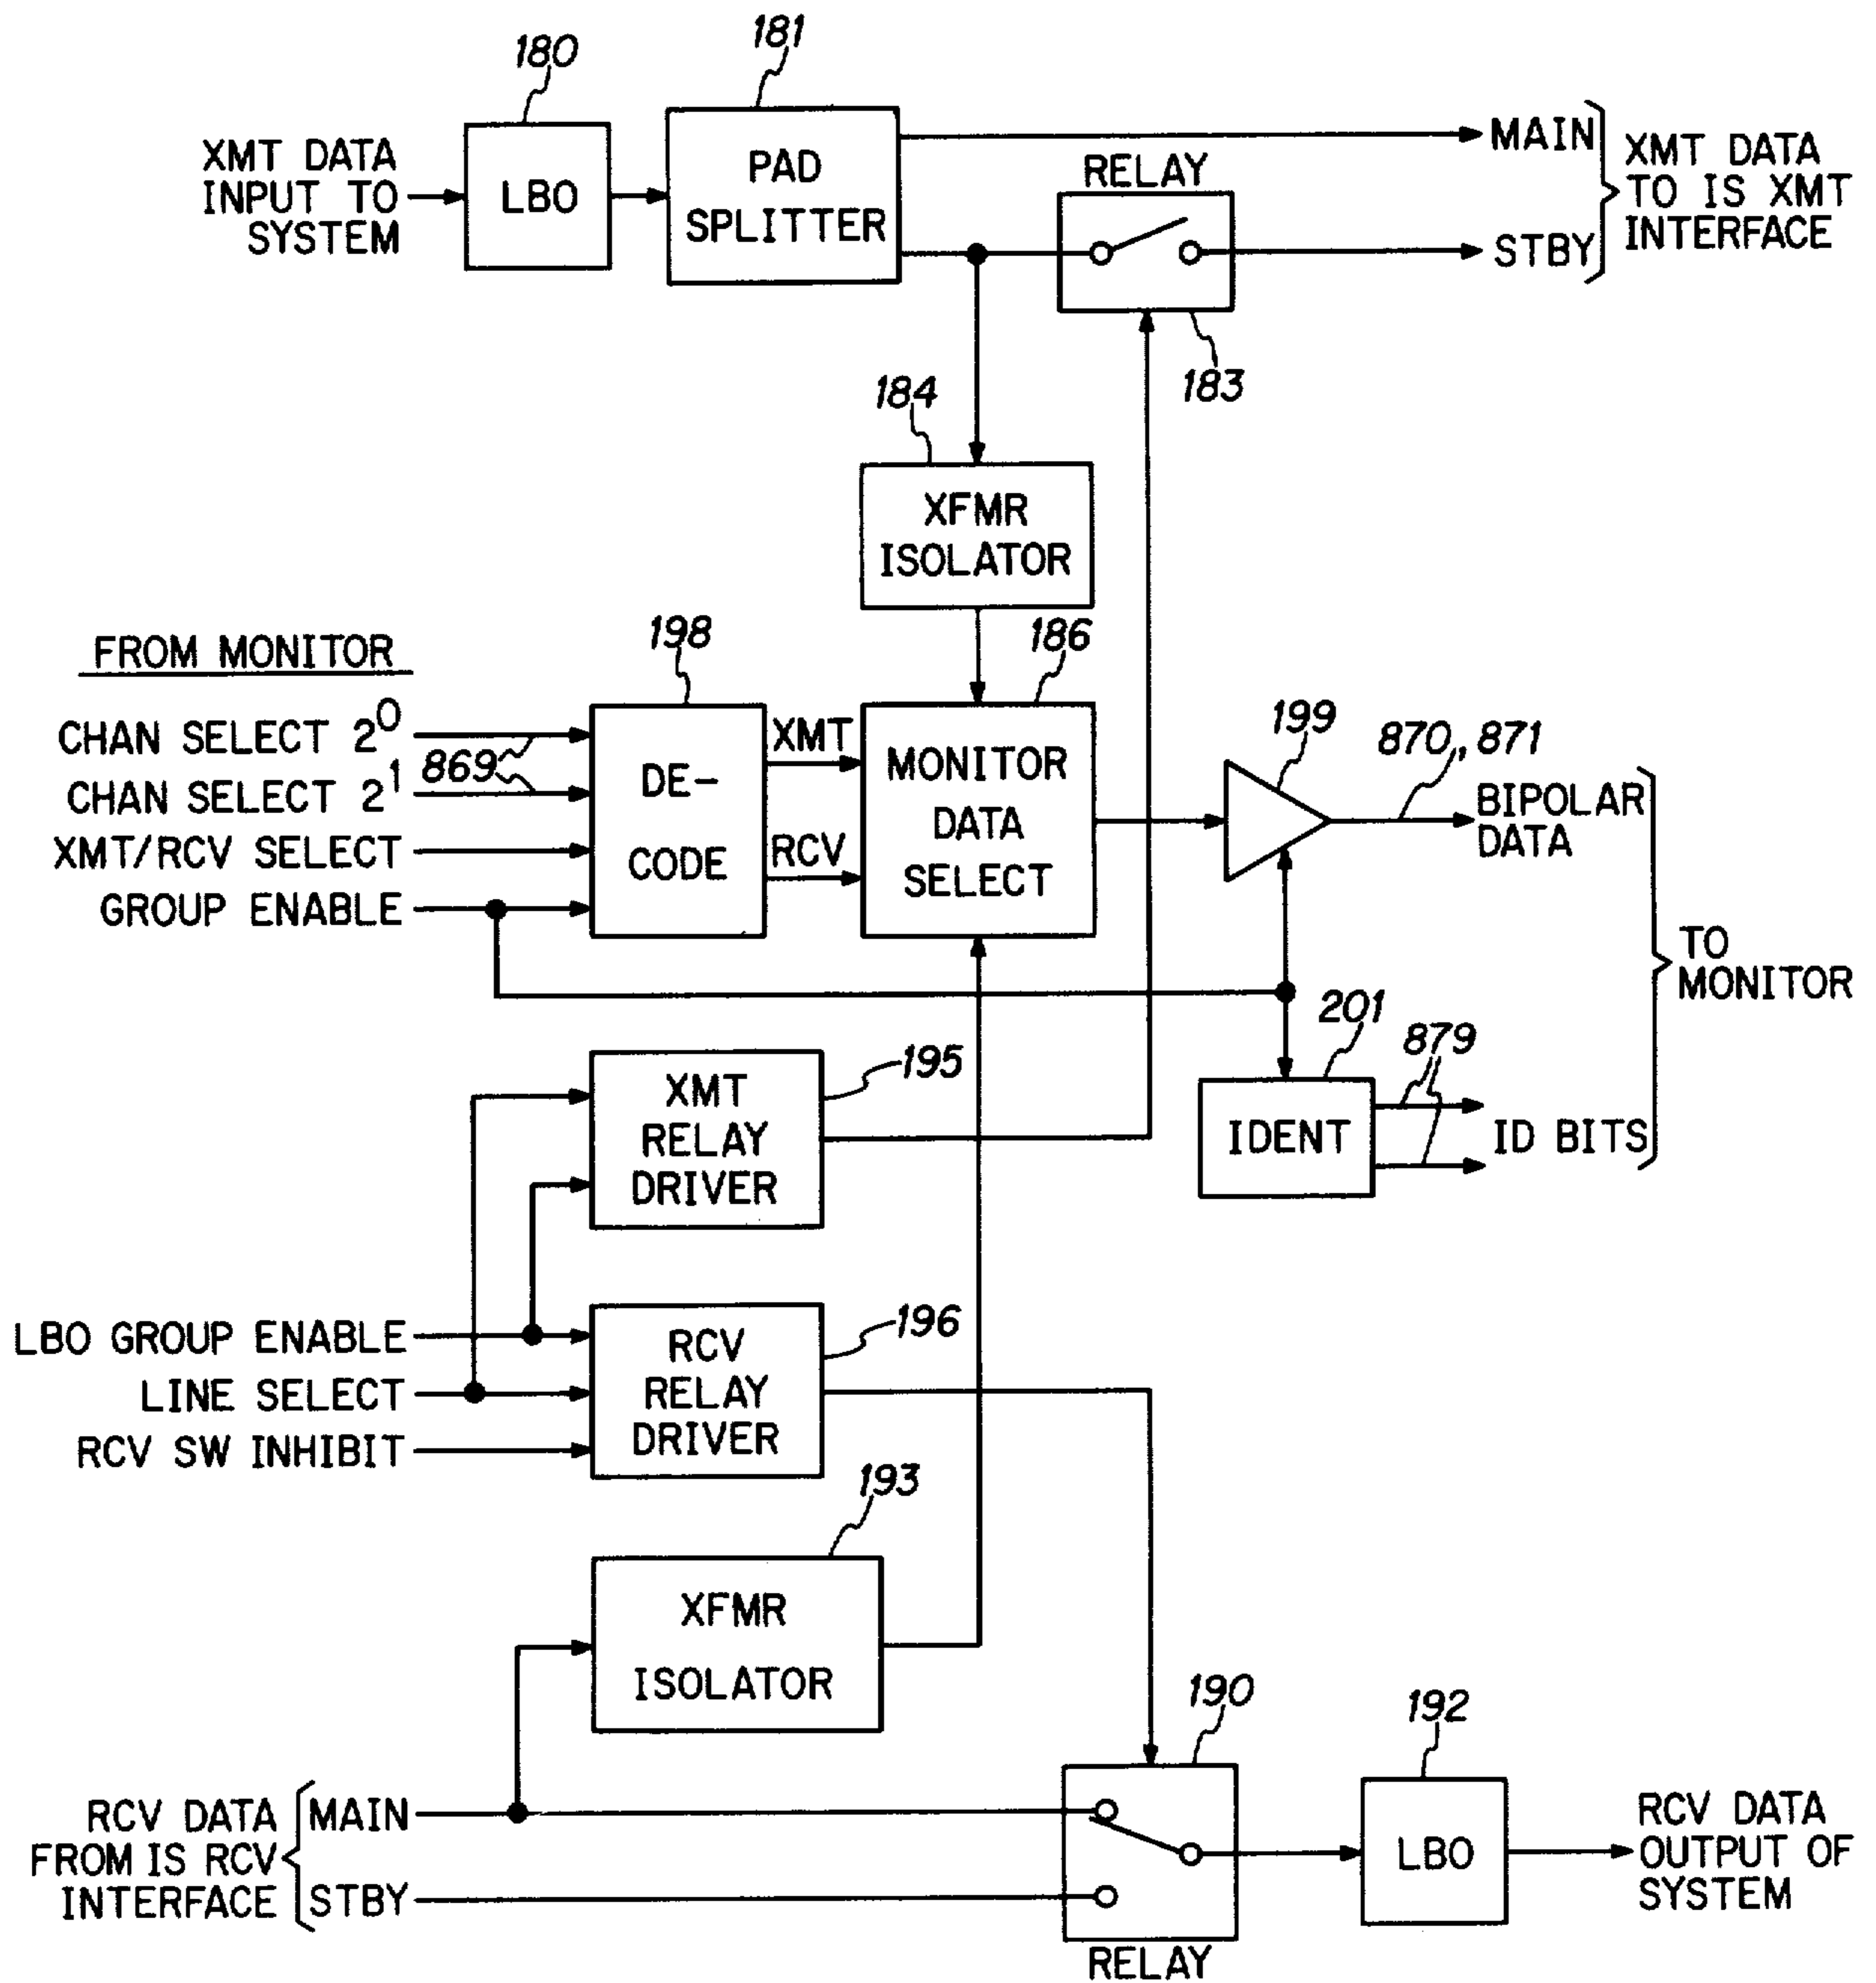 180
181
XMT DATA
INPUT TO
SYSTEM
LBO
PAD
SPLITTER
RELAY
MAIN
STBY
XMT DATA
TO IS XMT
INTERFACE
183
184
XFMR
ISOLATOR
FROM MONITOR
198
186
CHAN SELECT 2^0
869
CHAN SELECT 2^1
XMT/RCV SELECT
GROUP ENABLE
DE-
CODE
XMT
RCV
MONITOR
DATA
SELECT
199
870, 871
BIPOLAR
DATA
TO
MONITOR
201
879
IDENT
ID BITS
195
XMT
RELAY
DRIVER
LBO GROUP ENABLE
LINE SELECT
RCV SW INHIBIT
196
RCV
RELAY
DRIVER
193
XFMR
ISOLATOR
190
192
RCV DATA
FROM IS RCV
INTERFACE
MAIN
STBY
RELAY
LBO
RCV DATA
OUTPUT OF
SYSTEM